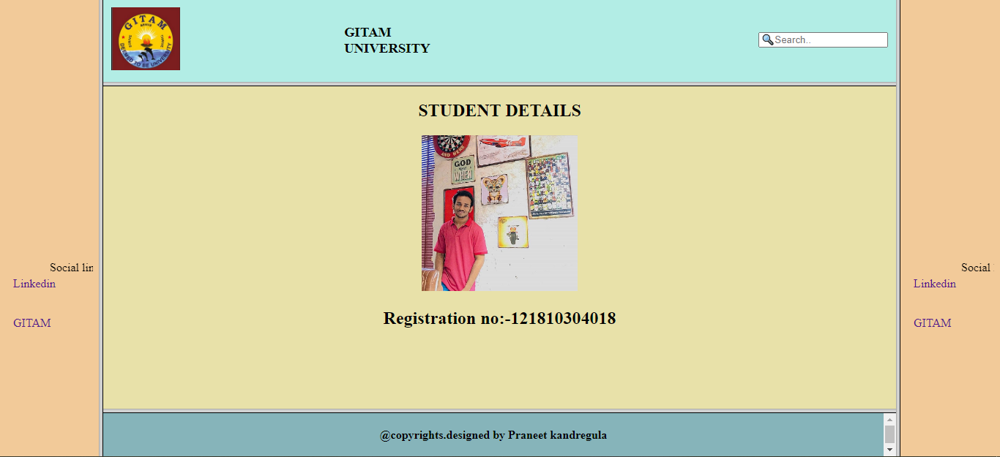 GITAM
DEEMED TO BE UNIVERSITY
GITAM
UNIVERSITY
Search..
STUDENT DETAILS
AND
GOD
WHEN
Social lin
Linkedin
GITAM
Registration no:-121810304018
Social
Linkedin
GITAM
@copyrights.designed by Praneet kandregula